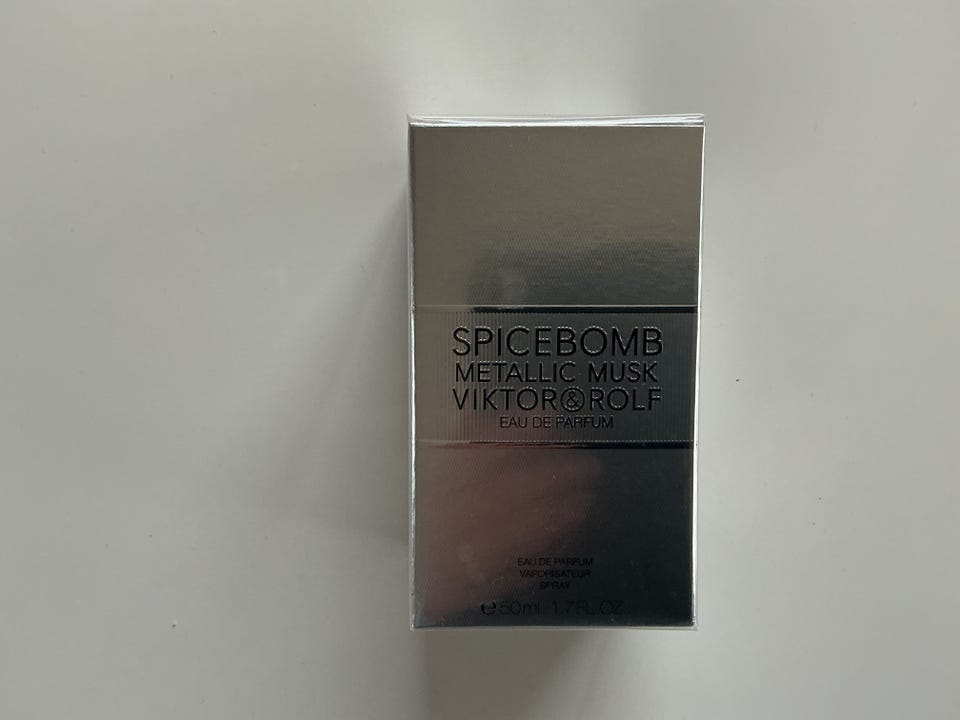 SPICEBOMB
METALLIC MUSK
VIKTOR&ROLF
EAU DE PARFUM
EAU DE PARFUM
VAPORISATEUR
SPRAY
℮50ml 1.7FL.OZ